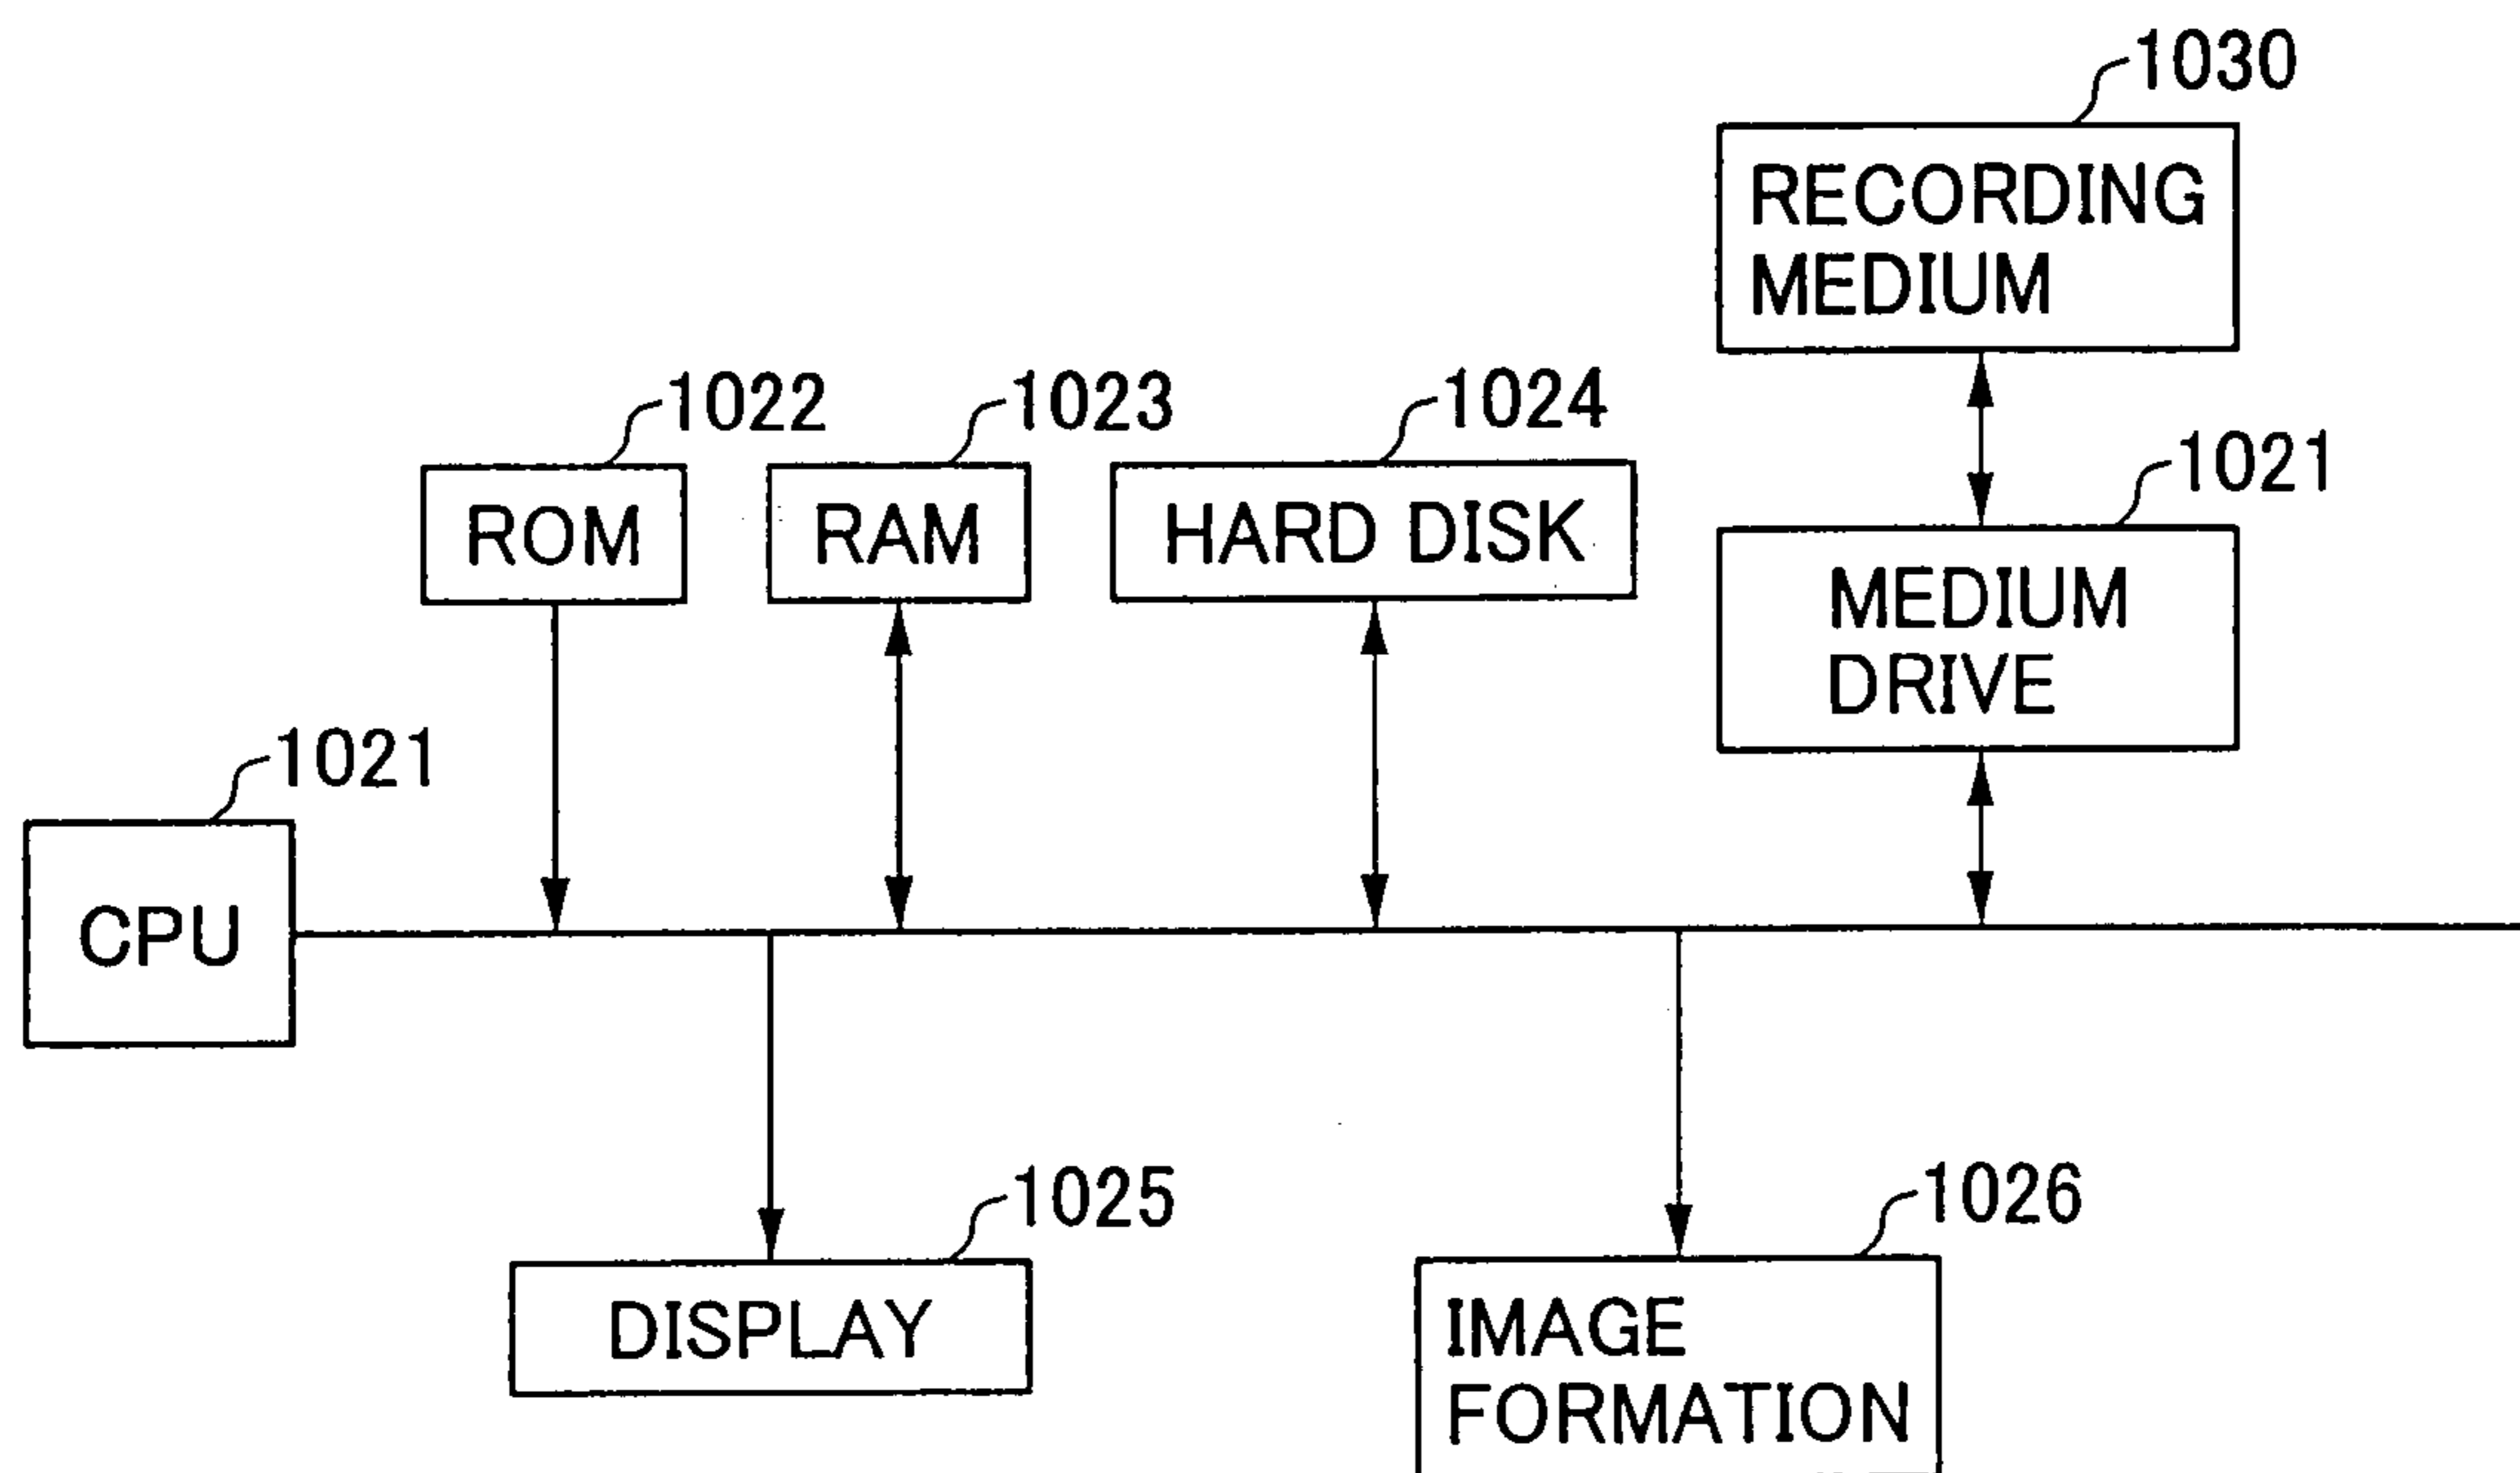 1030
RECORDING
MEDIUM
1022
1023
1024
1021
ROM
RAM
HARD DISK
MEDIUM
DRIVE
1021
CPU
1025
1026
DISPLAY
IMAGE
FORMATION